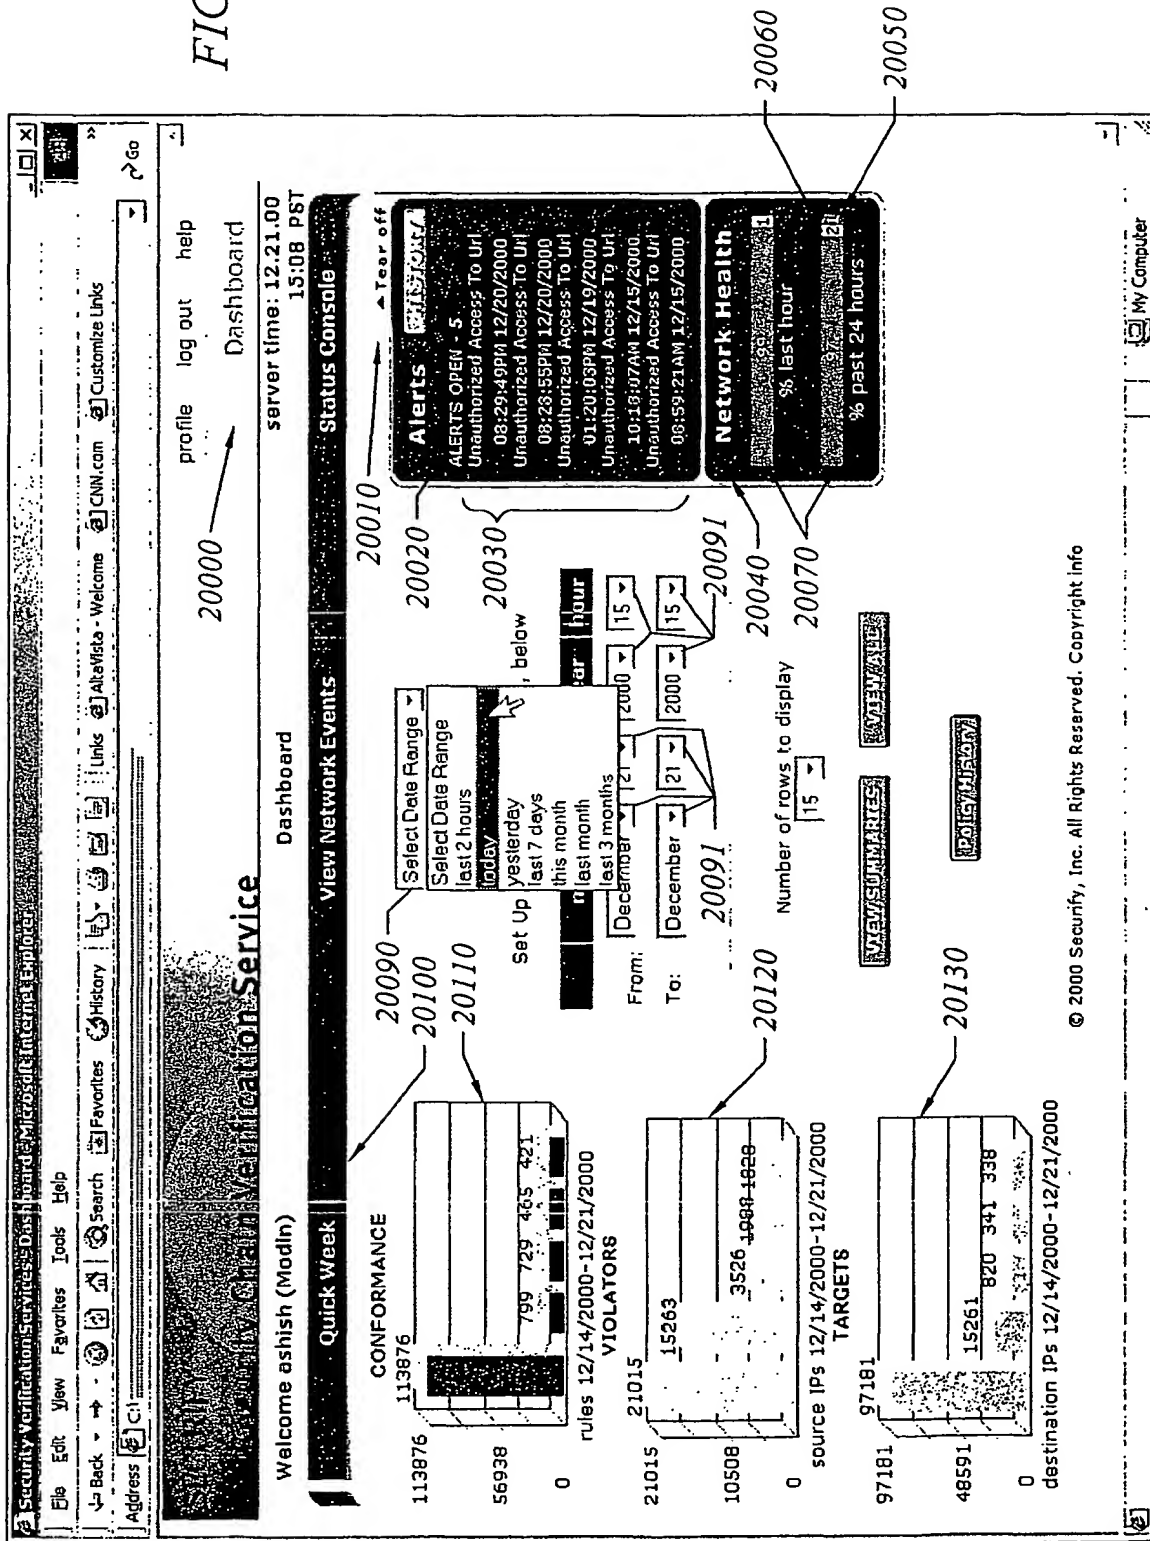 FIG
Security Verification Services: Dashboard - Microsoft Internet Explorer
File Edit View Favorites Tools Help
Back Search Favorites History Links AltaVista - Welcome CNN.com Customize Links »
Address C:\ Go
Security Chain Verification Service
profile log out help
20000
Dashboard
Welcome ashish (ModIn)
Dashboard
server time: 12.21.00
15:08 PST
Quick Week
View Network Events
Status Console
20100
20090
20110
20010
Tear off
CONFORMANCE
113876
113876
56938
0
799 729 465 421
rules 12/14/2000-12/21/2000
VIOLATORS
21015
21015
10508
0
15263
3526 1988 1828
20120
source IPs 12/14/2000-12/21/2000
TARGETS
97181
97181
48591
0
15261
820 341 338
20130
destination IPs 12/14/2000-12/21/2000
Select Date Range
Select Date Range
last 2 hours
today
yesterday
last 7 days
this month
last month
last 3 months
Set Up
, below
hour
From:
December 21 2000 15
To:
December 21 2000 15
20091
20091
Number of rows to display
15
VIEW SUMMARIES
VIEW ALL
Policy History
20020
Alerts
20030
ALERTS OPEN - 5
Unauthorized Access To Url
08:29:49PM 12/20/2000
Unauthorized Access To Url
08:28:55PM 12/20/2000
Unauthorized Access To Url
01:20:03PM 12/19/2000
Unauthorized Access To Url
10:18:07AM 12/15/2000
Unauthorized Access To Url
08:59:21AM 12/15/2000
20040
Network Health
1
% last hour
20060
20070
21
% past 24 hours
20050
© 2000 Securify, Inc. All Rights Reserved. Copyright info
My Computer